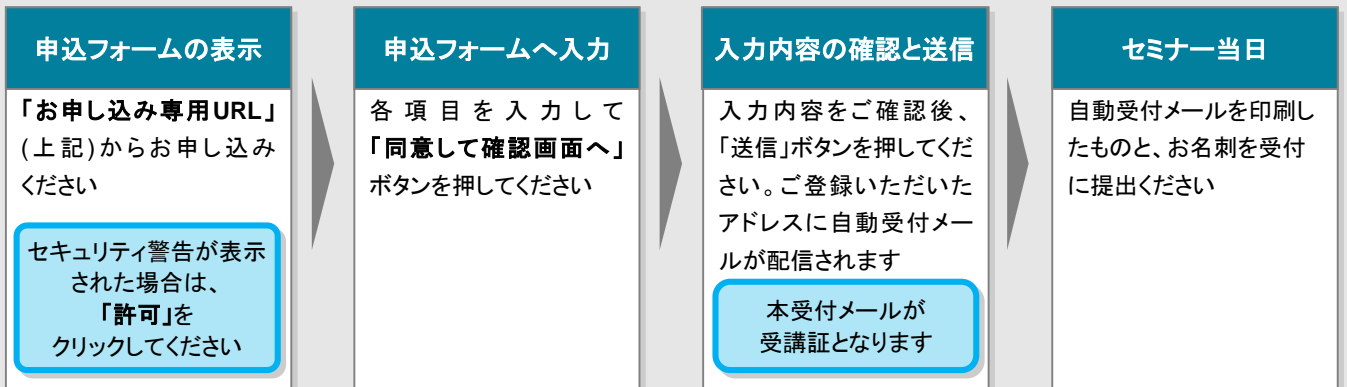 申込フォームの表示
「お申し込み専用URL」
(上記)からお申し込み
ください
セキュリティ警告が表示
された場合は、
「許可」を
クリックしてください
申込フォームへ入力
各項目を入力して
「同意して確認画面へ」
ボタンを押してください
入力内容の確認と送信
入力内容をご確認後、
「送信」ボタンを押してくだ
さい。ご登録いただいた
アドレスに自動受付メー
ルが配信されます
本受付メールが
受講証となります
セミナー当日
自動受付メールを印刷し
たものと、お名刺を受付
に提出ください